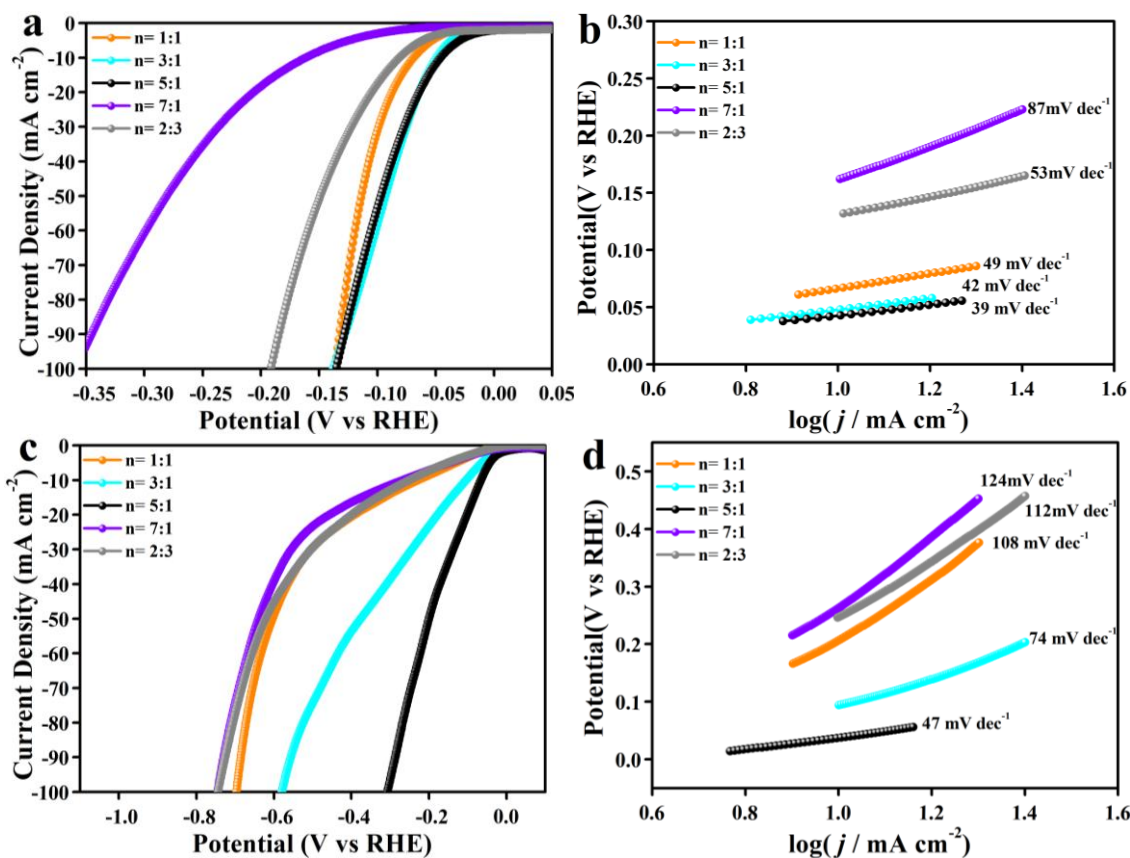 a
n= 1:1
n= 3:1
n= 5:1
n= 7:1
n= 2:3
0
-10
-20
-30
-40
-50
-60
-70
-80
-90
-100
Current Density (mA cm⁻²)
-0.35 -0.30 -0.25 -0.20 -0.15 -0.10 -0.05 0.00 0.05
Potential (V vs RHE)
b
n= 1:1
n= 3:1
n= 5:1
n= 7:1
n= 2:3
0.30
0.25
0.20
0.15
0.10
0.05
0.00
Potential(V vs RHE)
87mV dec⁻¹
53mV dec⁻¹
49 mV dec⁻¹
42 mV dec⁻¹
39 mV dec⁻¹
0.6 0.8 1.0 1.2 1.4 1.6
log(j / mA cm⁻²)
c
n= 1:1
n= 3:1
n= 5:1
n= 7:1
n= 2:3
0
-10
-20
-30
-40
-50
-60
-70
-80
-90
-100
Current Density (mA cm⁻²)
-1.0 -0.8 -0.6 -0.4 -0.2 0.0
Potential (V vs RHE)
d
n= 1:1
n= 3:1
n= 5:1
n= 7:1
n= 2:3
0.5
0.4
0.3
0.2
0.1
0.0
Potential(V vs RHE)
124mV dec⁻¹
112mV dec⁻¹
108 mV dec⁻¹
74 mV dec⁻¹
47 mV dec⁻¹
0.6 0.8 1.0 1.2 1.4 1.6
log(j / mA cm⁻²)